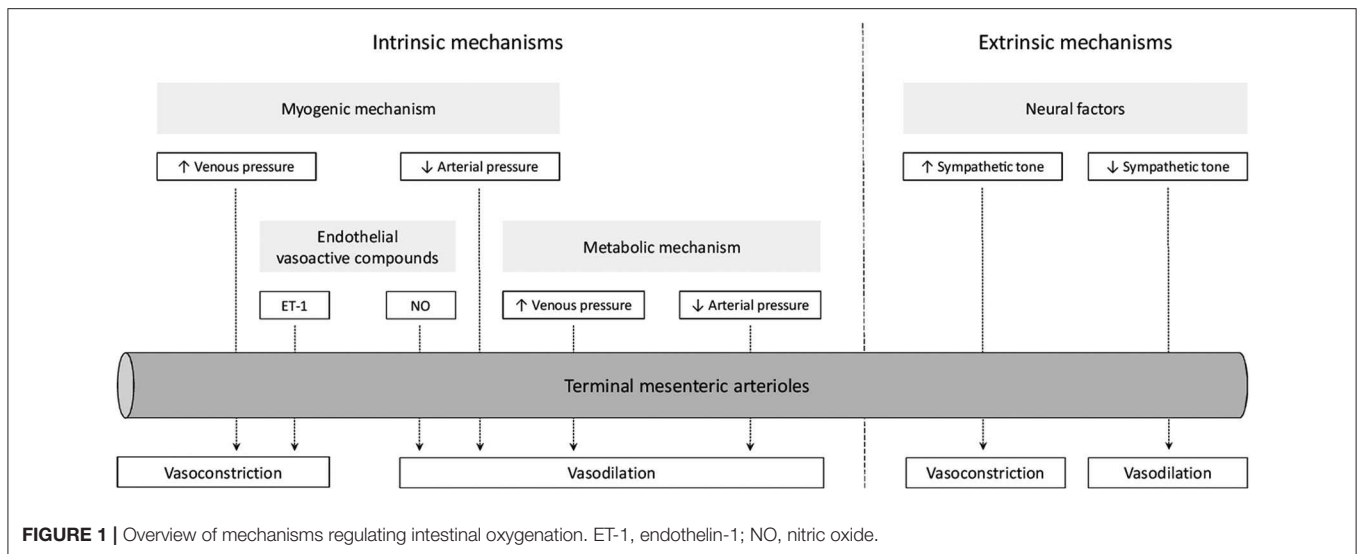 Intrinsic mechanisms
Extrinsic mechanisms
Myogenic mechanism
Neural factors
↑ Venous pressure
↓ Arterial pressure
↑ Sympathetic tone
↓ Sympathetic tone
Endothelial
vasoactive compounds
Metabolic mechanism
ET-1
NO
↑ Venous pressure
↓ Arterial pressure
Terminal mesenteric arterioles
Vasoconstriction
Vasodilation
Vasoconstriction
Vasodilation
FIGURE 1 | Overview of mechanisms regulating intestinal oxygenation. ET-1, endothelin-1; NO, nitric oxide.